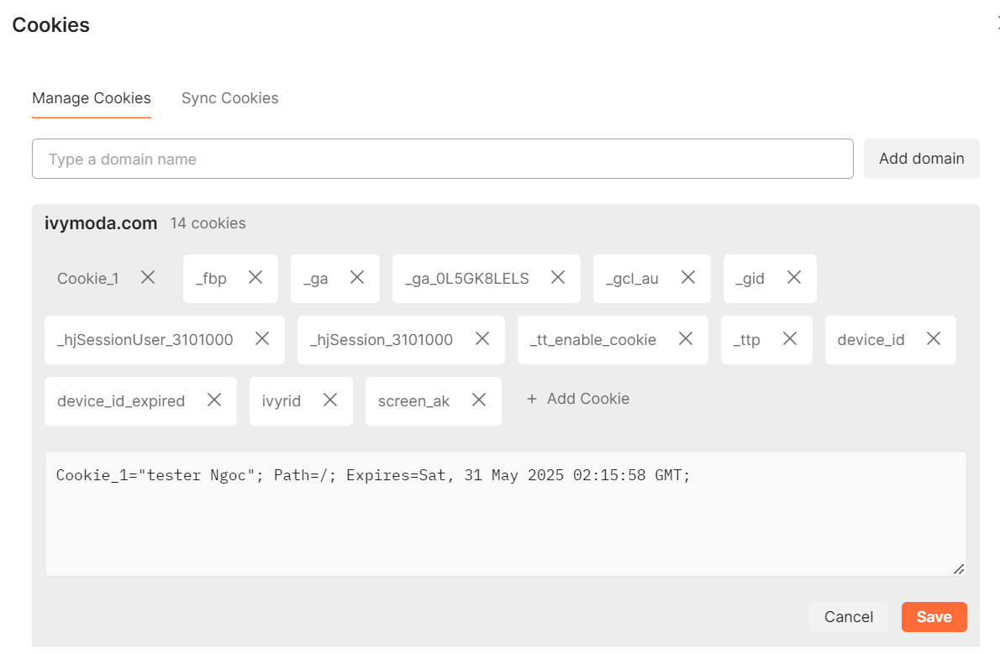 Cookies
Manage Cookies Sync Cookies
Type a domain name Add domain
ivymoda.com 14 cookies
Cookie_1 _fbp _ga _ga_0L5GK8LELS _gcl_au _gid
_hjSessionUser_3101000 _hjSession_3101000 _tt_enable_cookie _ttp device_id
device_id_expired ivyrid screen_ak + Add Cookie
Cookie_1="tester Ngoc"; Path=/; Expires=Sat, 31 May 2025 02:15:58 GMT;
Cancel Save